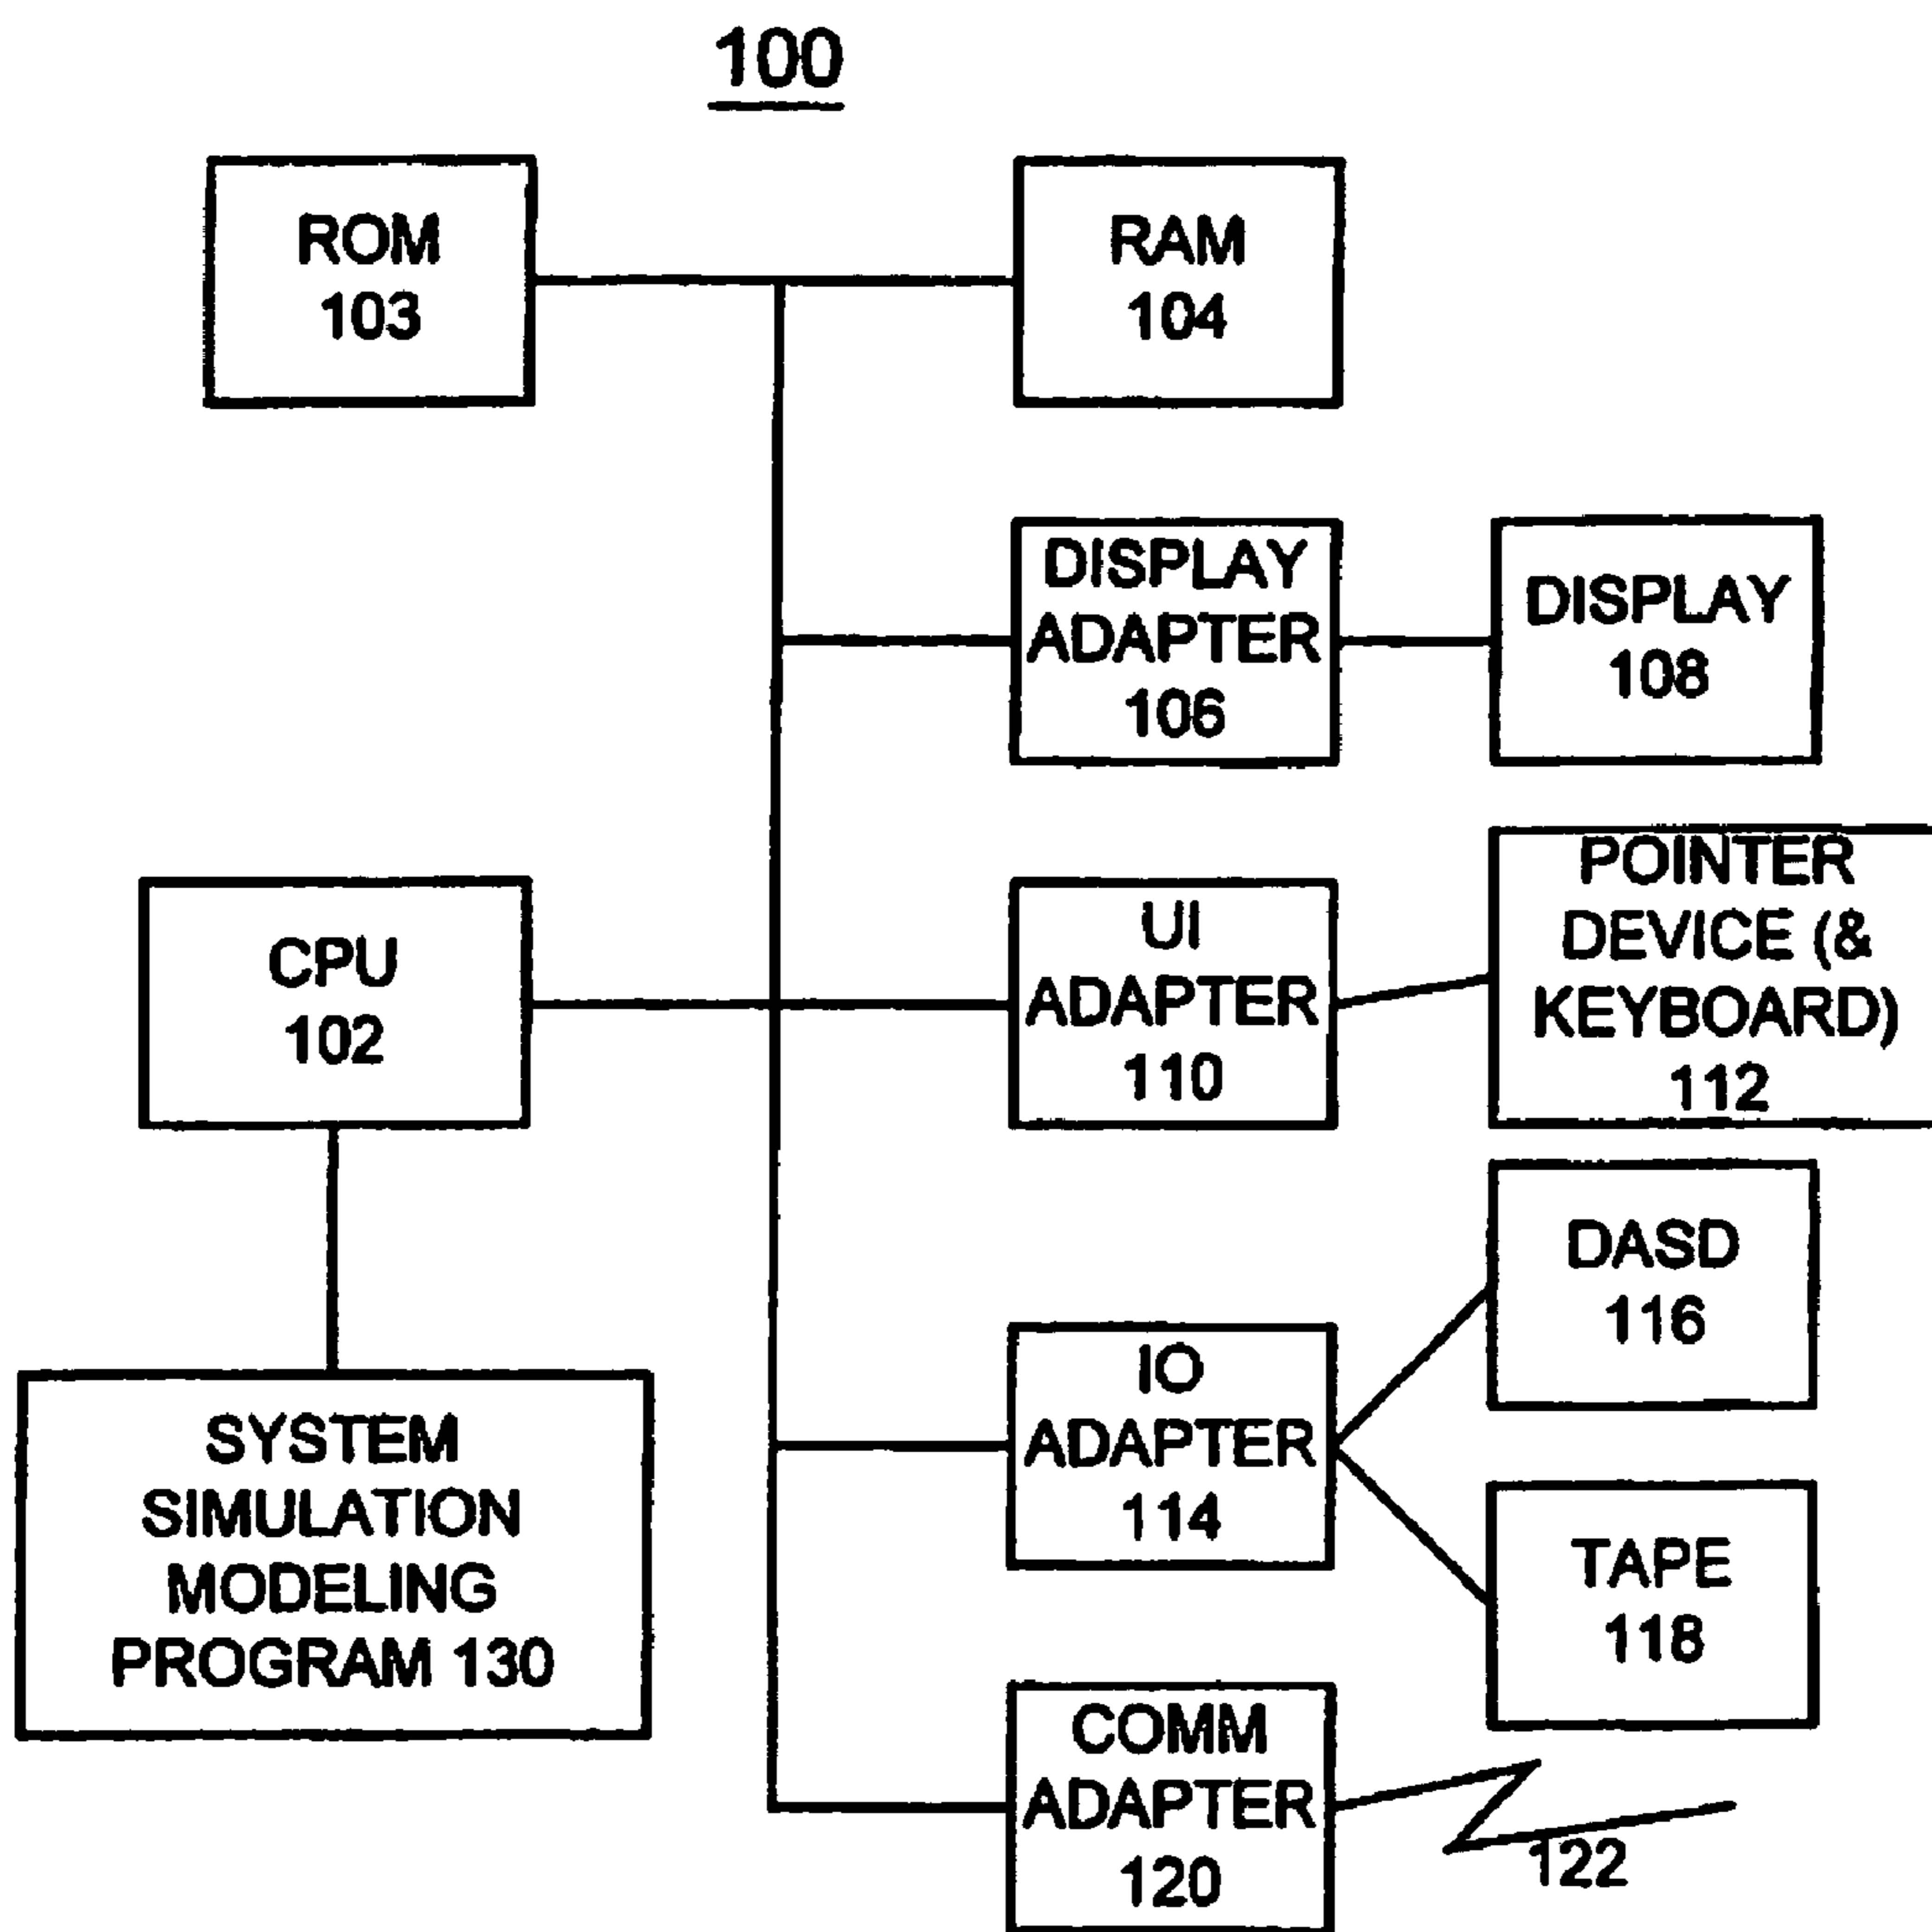 100
ROM
103
RAM
104
DISPLAY
ADAPTER
106
DISPLAY
108
CPU
102
UI
ADAPTER
110
POINTER
DEVICE (&
KEYBOARD)
112
SYSTEM
SIMULATION
MODELING
PROGRAM 130
IO
ADAPTER
114
DASD
116
TAPE
118
COMM
ADAPTER
120
122